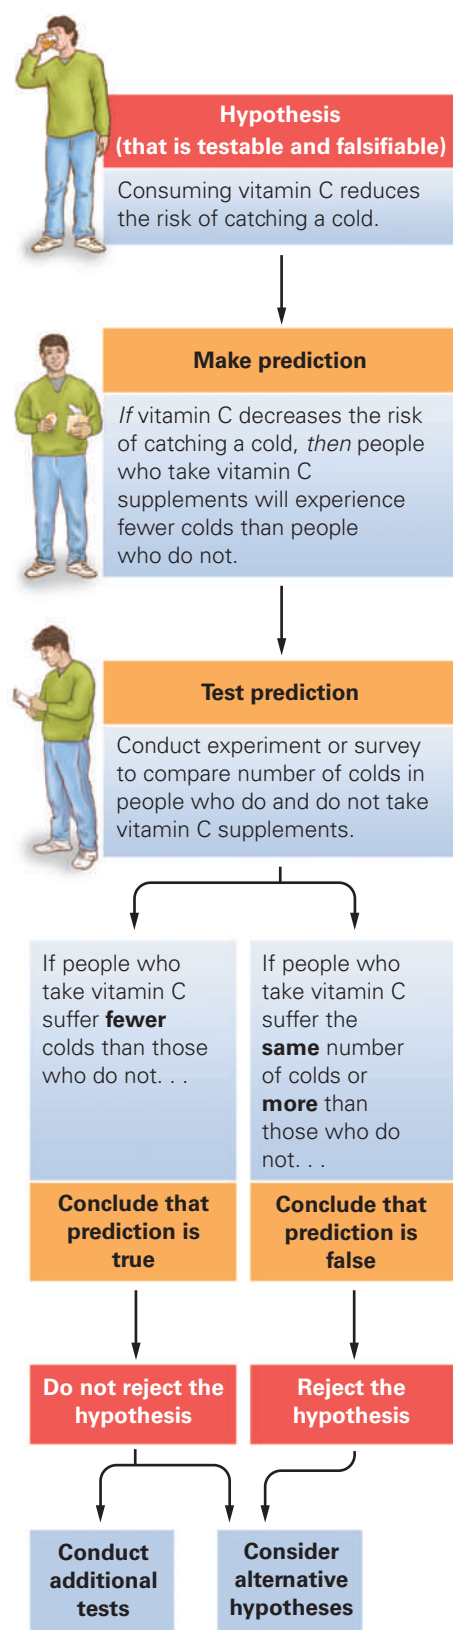 Hypothesis
(that is testable and falsifiable)
Consuming vitamin C reduces
the risk of catching a cold.
Make prediction
If vitamin C decreases the risk
of catching a cold, then people
who take vitamin C
supplements will experience
fewer colds than people
who do not.
Test prediction
Conduct experiment or survey
to compare number of colds in
people who do and do not take
vitamin C supplements.
If people who
take vitamin C
suffer fewer
colds than those
who do not. . .
Conclude that
prediction is
true
If people who
take vitamin C
suffer the
same number
of colds or
more than
those who do
not. . .
Conclude that
prediction is
false
Do not reject the
hypothesis
Reject the
hypothesis
Conduct
additional
tests
Consider
alternative
hypotheses